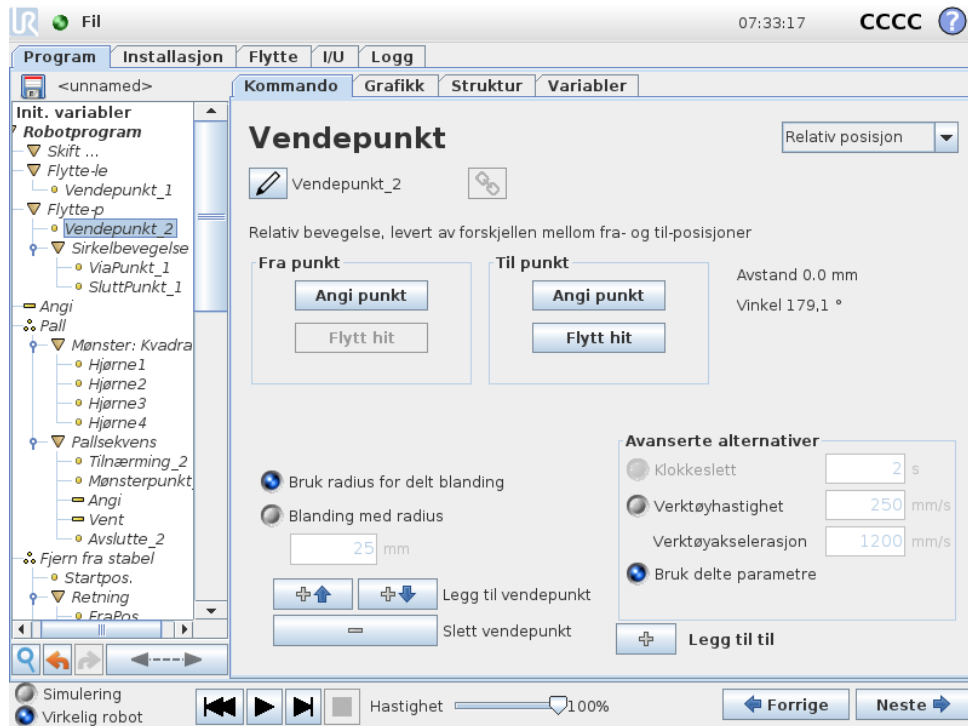 UR Fil 07:33:17 CCCC ?
Program Installasjon Flytte I/U Logg
<unnamed>
Kommando Grafikk Struktur Variabler
Init. variabler
Robotprogram
Skift ...
Flytte-le
Vendepunkt_1
Flytte-p
Vendepunkt_2
Sirkelbevegelse
ViaPunkt_1
SluttPunkt_1
Angi
Pall
Mønster: Kvadra
Hjørne1
Hjørne2
Hjørne3
Hjørne4
Pallsekvens
Tilnærming_2
Mønsterpunkt
Angi
Vent
Avslutte_2
Fjern fra stabel
Startpos.
Retning
FraPos
Vendepunkt
Relativ posisjon
Vendepunkt_2
Relativ bevegelse, levert av forskjellen mellom fra- og til-posisjoner
Fra punkt
Angi punkt
Flytt hit
Til punkt
Angi punkt
Flytt hit
Avstand 0.0 mm
Vinkel 179,1 °
Bruk radius for delt blanding
Blanding med radius
25 mm
Legg til vendepunkt
Slett vendepunkt
Avanserte alternativer
Klokkeslett 2 s
Verktøyhastighet 250 mm/s
Verktøyakselerasjon 1200 mm/s
Bruk delte parametre
Legg til til
Simulering
Virkelig robot
Hastighet 100%
Forrige Neste